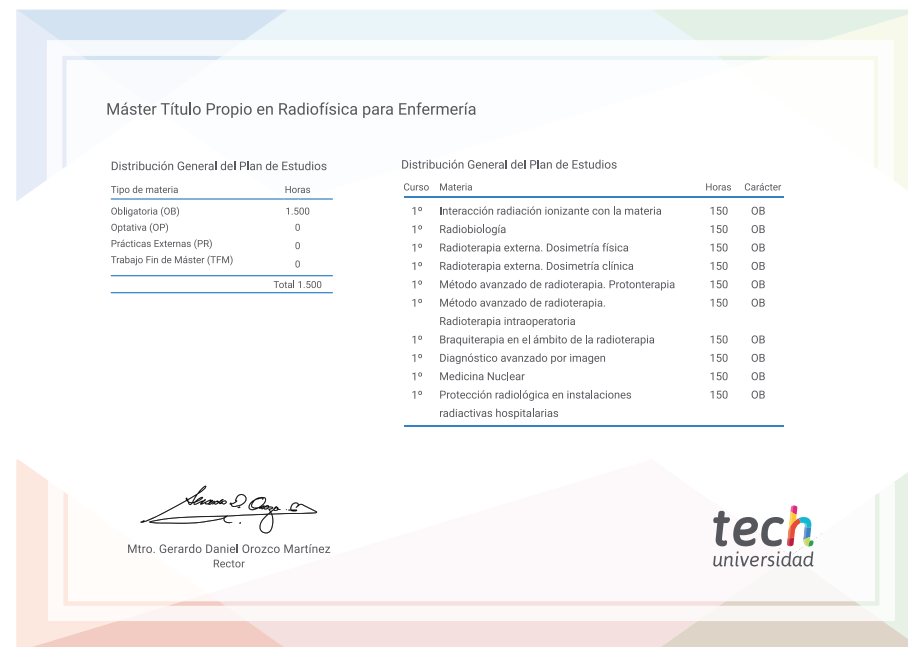 Máster Título Propio en Radiofísica para Enfermería
Distribución General del Plan de Estudios
Tipo de materia Horas
Obligatoria (OB) 1.500
Optativa (OP) 0
Prácticas Externas (PR) 0
Trabajo Fin de Máster (TFM) 0
Total 1.500
Distribución General del Plan de Estudios
Curso Materia Horas Carácter
1º Interacción radiación ionizante con la materia 150 OB
1º Radiobiología 150 OB
1º Radioterapia externa. Dosimetría física 150 OB
1º Radioterapia externa. Dosimetría clínica 150 OB
1º Método avanzado de radioterapia. Protonterapia 150 OB
1º Método avanzado de radioterapia. 150 OB
Radioterapia intraoperatoria
1º Braquiterapia en el ámbito de la radioterapia 150 OB
1º Diagnóstico avanzado por imagen 150 OB
1º Medicina Nuclear 150 OB
1º Protección radiológica en instalaciones 150 OB
radiactivas hospitalarias
Mtro. Gerardo Daniel Orozco Martínez
Rector
tech
universidad